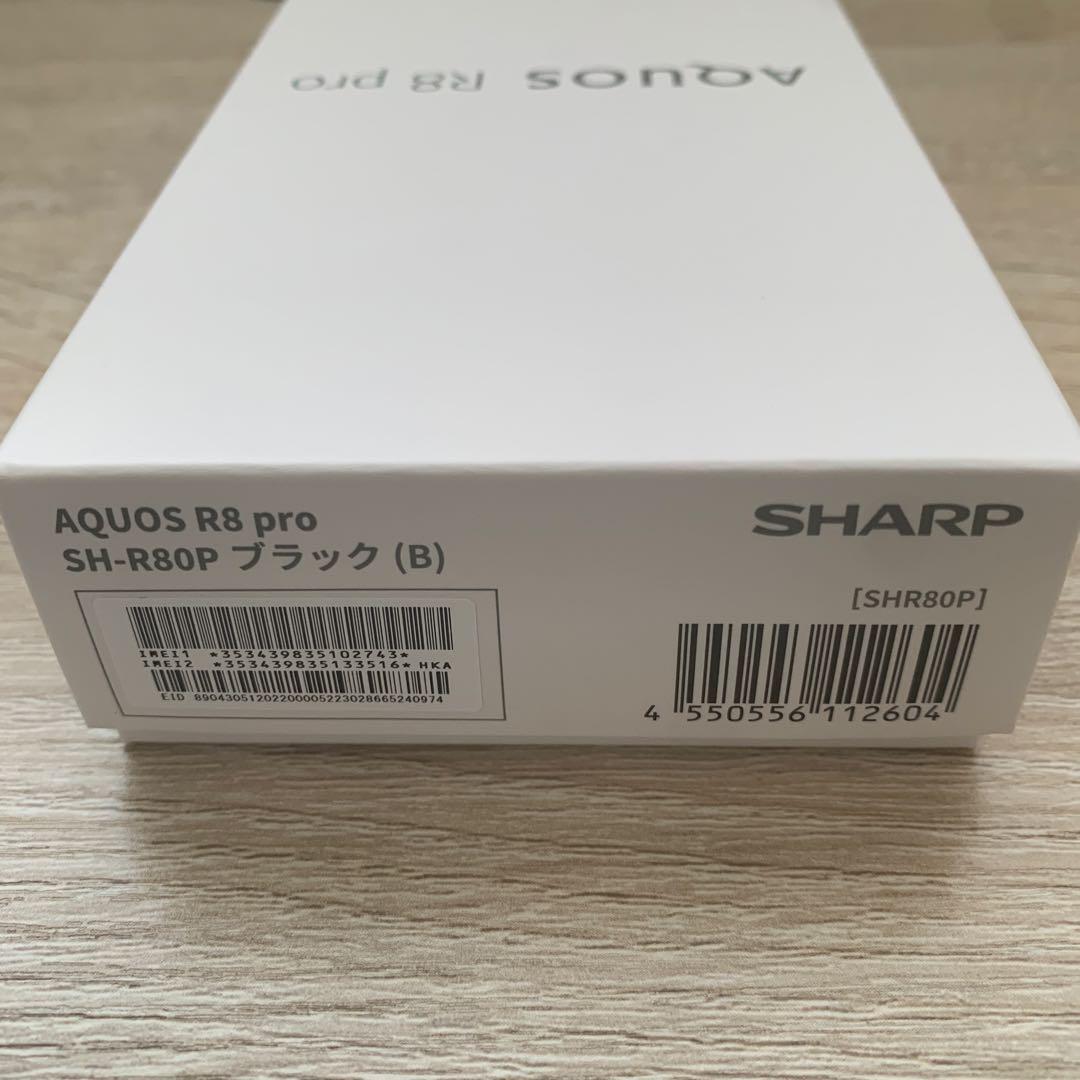 AQUOS R8 pro
AQUOS R8 pro
SH-R80P ブラック (B)
SHARP
[SHR80P]
IMEI1 *353439835102743*
IMEI2 *353439835133516* HKA
EID 89043051202200005223028665240974
4 550556 112604